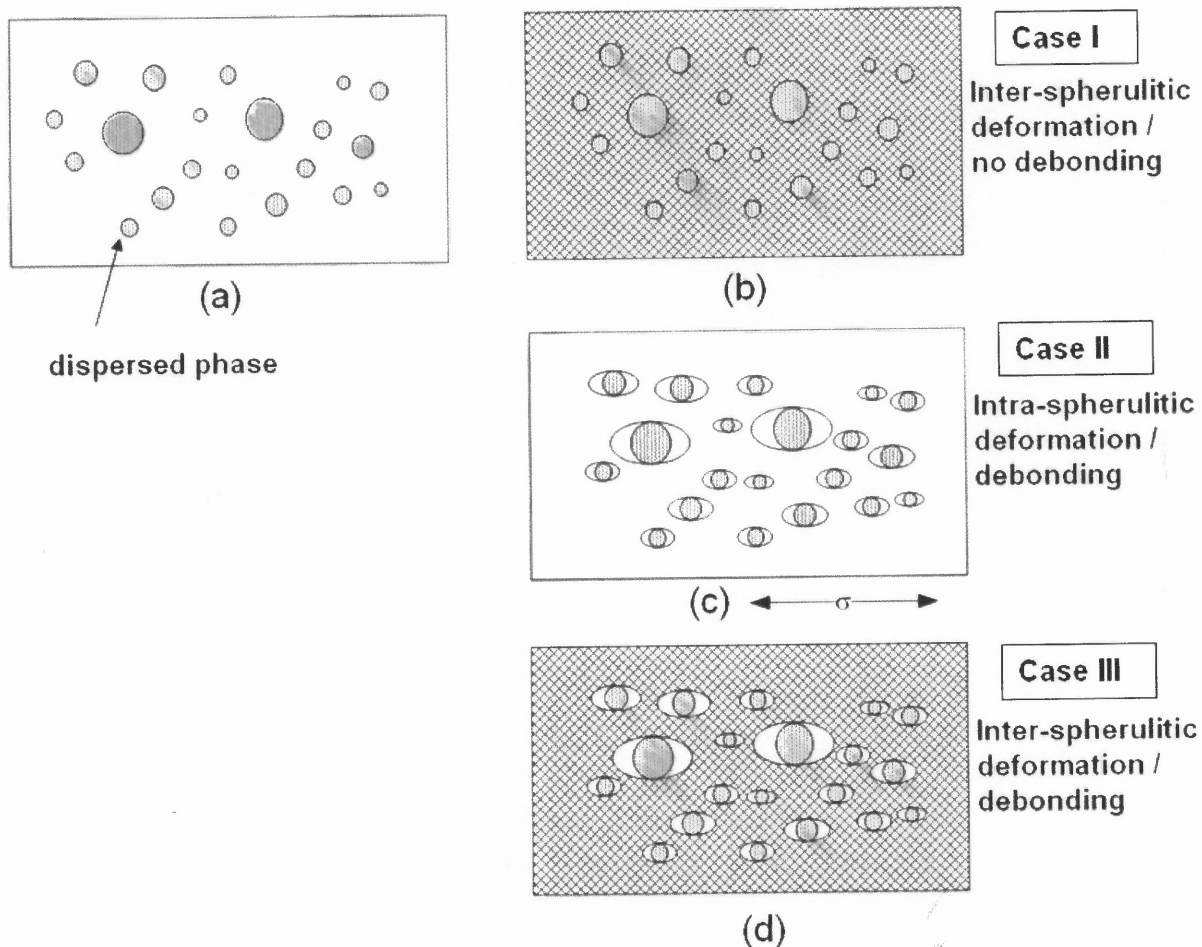 (a)
dispersed phase
(b)
Case I
Inter-spherulitic
deformation /
no debonding
(c)
σ
Case II
Intra-spherulitic
deformation /
debonding
(d)
Case III
Inter-spherulitic
deformation /
debonding